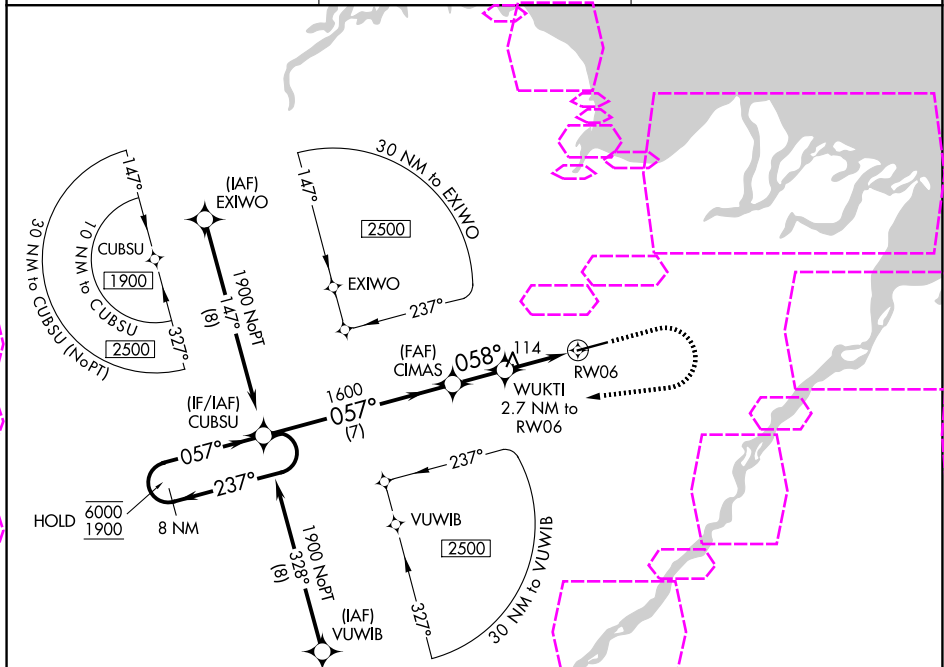 147°
(IAF)
EXIWO
CUBSU
1900
10 NM to CUBSU
2500
30 NM to CUBSU (NoPT)
327°
1900 NoPT
147°
(8)
30 NM to EXIWO
147°
2500
EXIWO
237°
(FAF)
CIMAS
058°
114
RW06
WUKTI
2.7 NM to
RW06
1600
057°
(7)
(IF/IAF)
CUBSU
057°
237°
HOLD
6000
1900
8 NM
237°
VUWIB
2500
327°
30 NM to VUWIB
1900 NoPT
328°
(8)
(IAF)
VUWIB